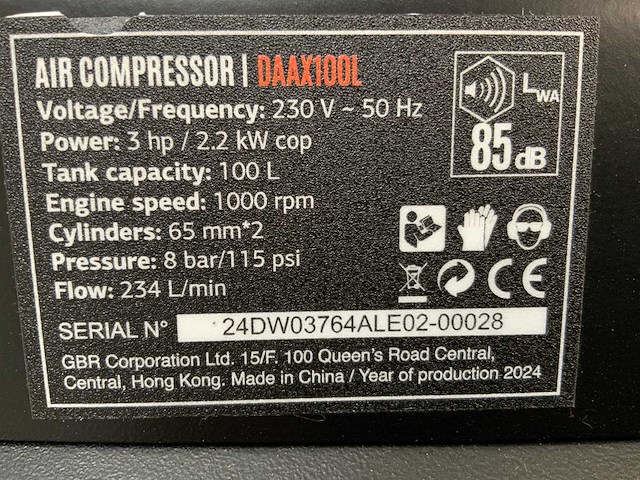 AIR COMPRESSOR | DAAX100L
Voltage/Frequency: 230 V ~ 50 Hz
Power: 3 hp / 2.2 kW cop
Tank capacity: 100 L
Engine speed: 1000 rpm
Cylinders: 65 mm*2
Pressure: 8 bar/115 psi
Flow: 234 L/min
LWA
85 dB
CE
SERIAL N° 24DW03764ALE02-00028
GBR Corporation Ltd. 15/F, 100 Queen's Road Central,
Central, Hong Kong. Made in China / Year of production 2024